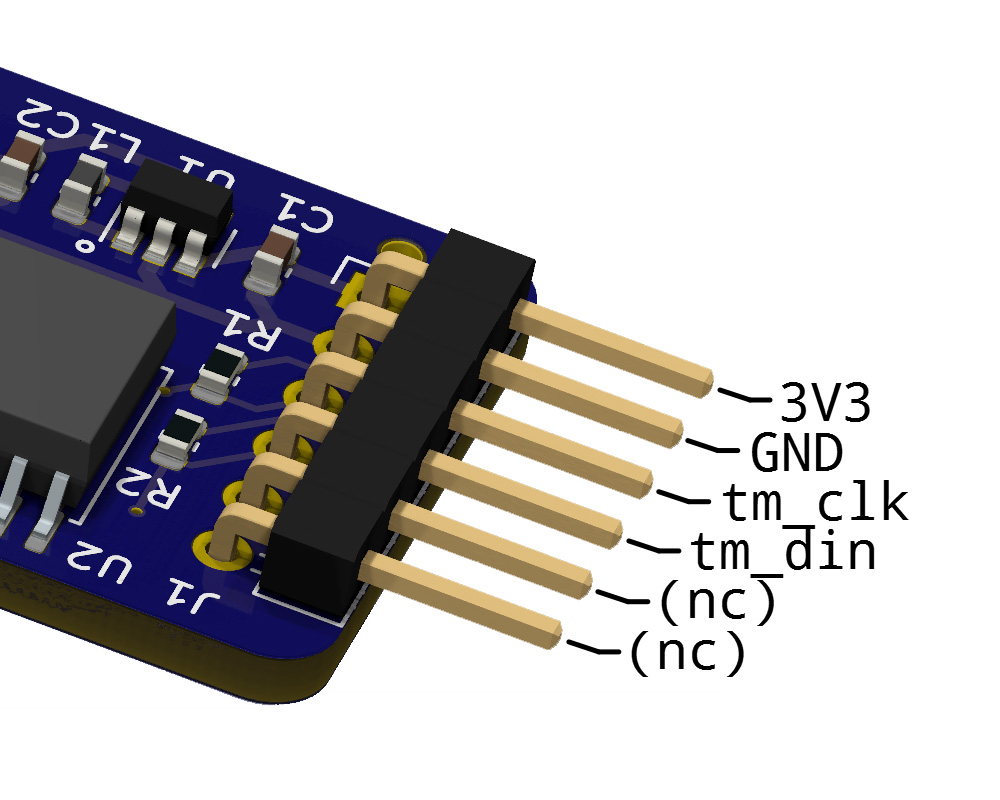 C2
L1
U1
C1
R1
R2
U2
J1
3V3
GND
tm_clk
tm_din
(nc)
(nc)